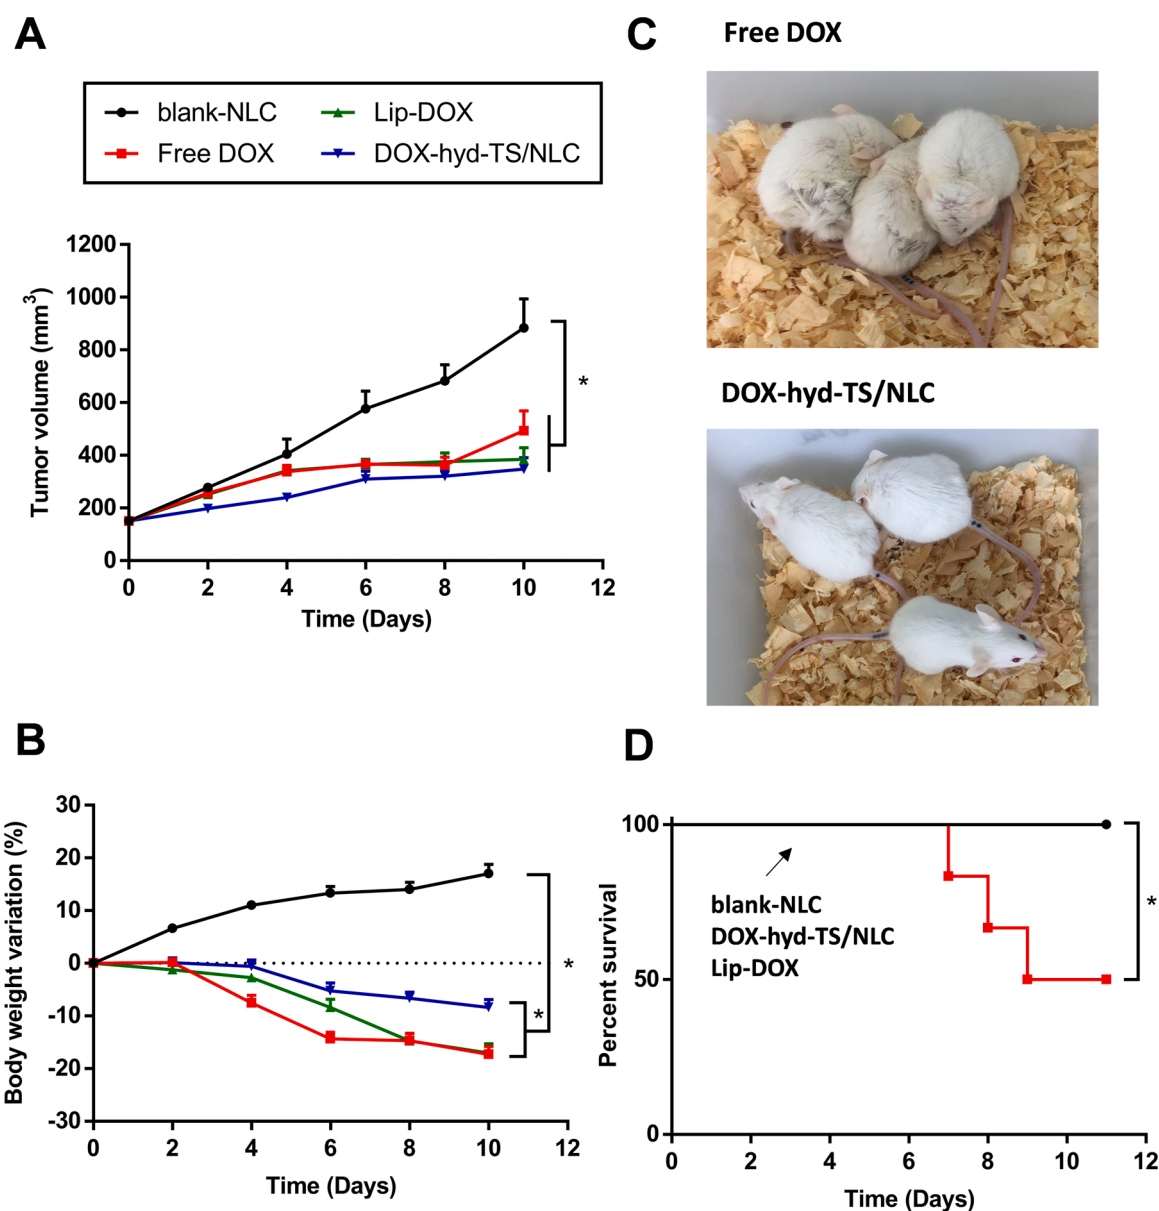 A
blank-NLC
Lip-DOX
Free DOX
DOX-hyd-TS/NLC
Tumor volume (mm³)
1200
1000
800
600
400
200
0
0 2 4 6 8 10 12
Time (Days)
*
C
Free DOX
DOX-hyd-TS/NLC
B
Body weight variation (%)
30
20
10
0
-10
-20
-30
0 2 4 6 8 10 12
Time (Days)
*
*
D
Percent survival
100
50
0
blank-NLC
DOX-hyd-TS/NLC
Lip-DOX
0 2 4 6 8 10 12
Time (Days)
*